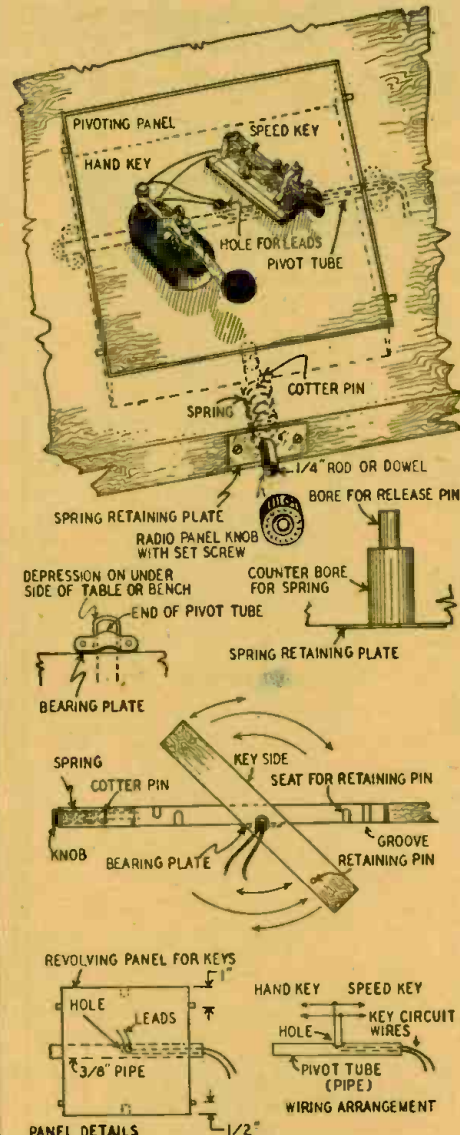 PIVOTING PANEL
SPEED KEY
HAND KEY
HOLE FOR LEADS
PIVOT TUBE
COTTER PIN
SPRING
1/4" ROD OR DOWEL
SPRING RETAINING PLATE
RADIO PANEL KNOB
WITH SET SCREW
BORE FOR RELEASE PIN
COUNTER BORE
FOR SPRING
SPRING RETAINING PLATE
DEPRESSION ON UNDER
SIDE OF TABLE OR BENCH
END OF PIVOT TUBE
BEARING PLATE
SPRING
COTTER PIN
KEY SIDE
SEAT FOR RETAINING PIN
KNOB
BEARING PLATE
GROOVE
RETAINING PIN
REVOLVING PANEL FOR KEYS
1"
HOLE
LEADS
3/8" PIPE
1/2"
PANEL DETAILS
HAND KEY
SPEED KEY
KEY CIRCUIT
WIRES
HOLE
PIVOT TUBE
(PIPE)
WIRING ARRANGEMENT